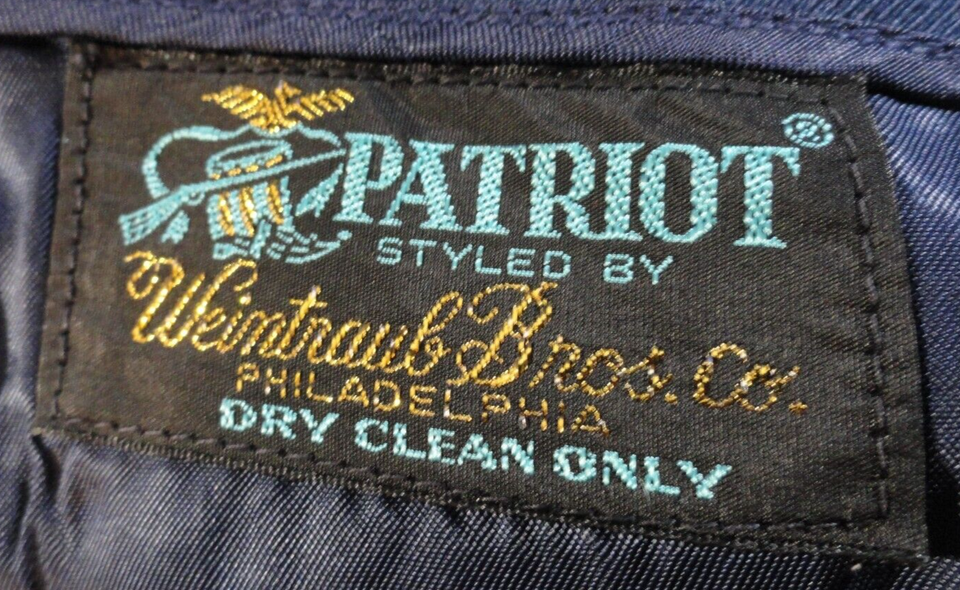 PATRIOT®
STYLED BY
Weintraub Bros. Co.
PHILADELPHIA
DRY CLEAN ONLY